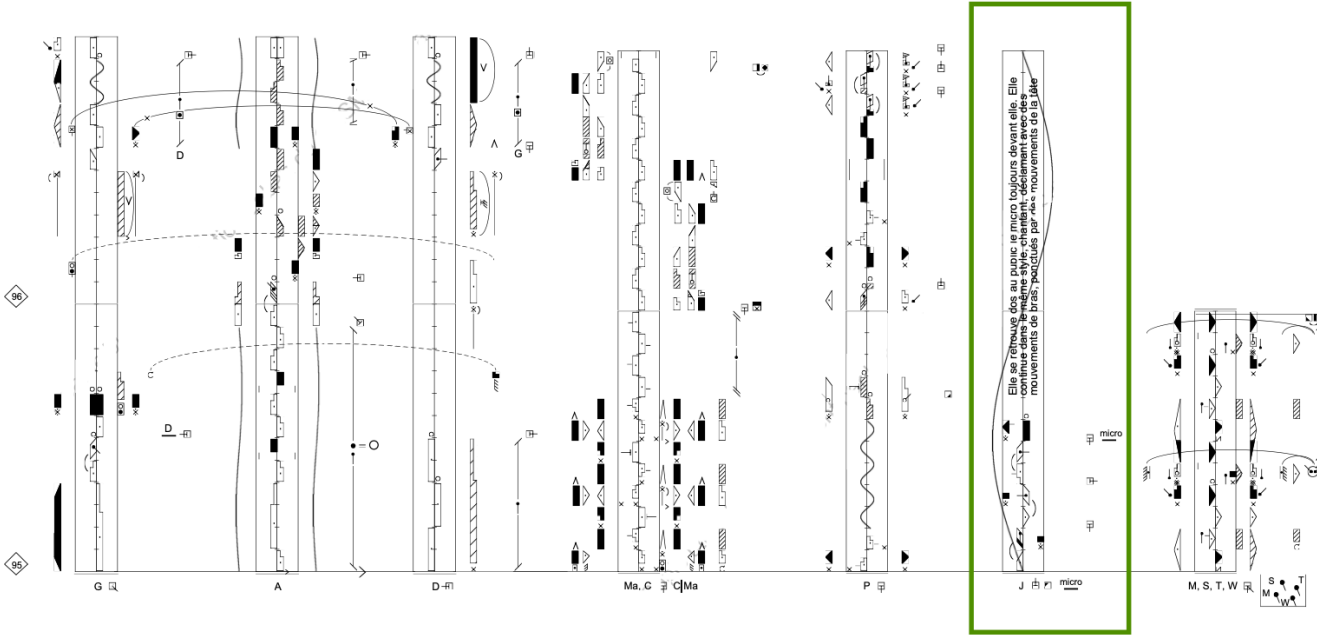 Elle se retrouve dos au public le micro toujours devant elle. Elle
continue dans le même style, chantant, déclamant avec des
mouvements de bras, ponctués par des mouvements de la tête
D
G
96
D
= O
micro
95
G
A
D
Ma, C
C Ma
P
J
micro
M, S, T, W
S
T
M
W